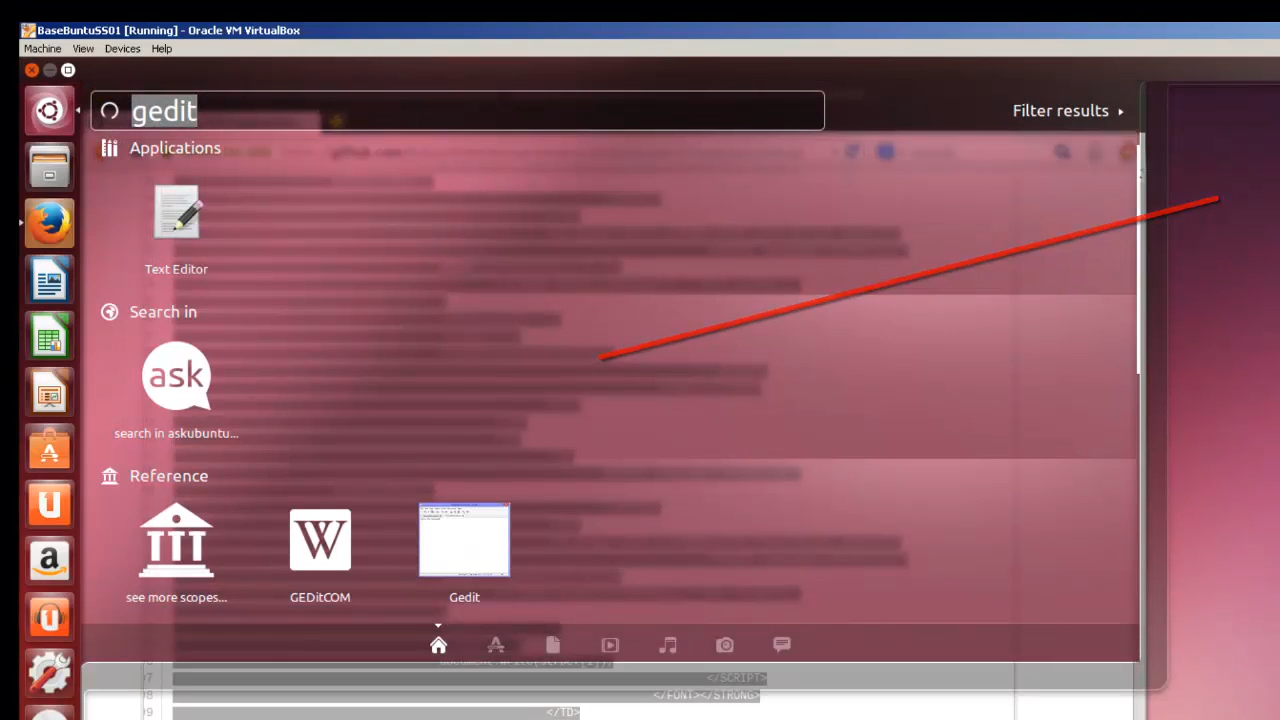 BaseBuntuSS01 [Running] - Oracle VM VirtualBox
Machine View Devices Help
gedit
Filter results
Applications
Text Editor
Search in
ask
search in askubuntu...
Reference
W
see more scopes...
GEDitCOM
Gedit
</SCRIPT>
</FONT></STRONG>
</TD>